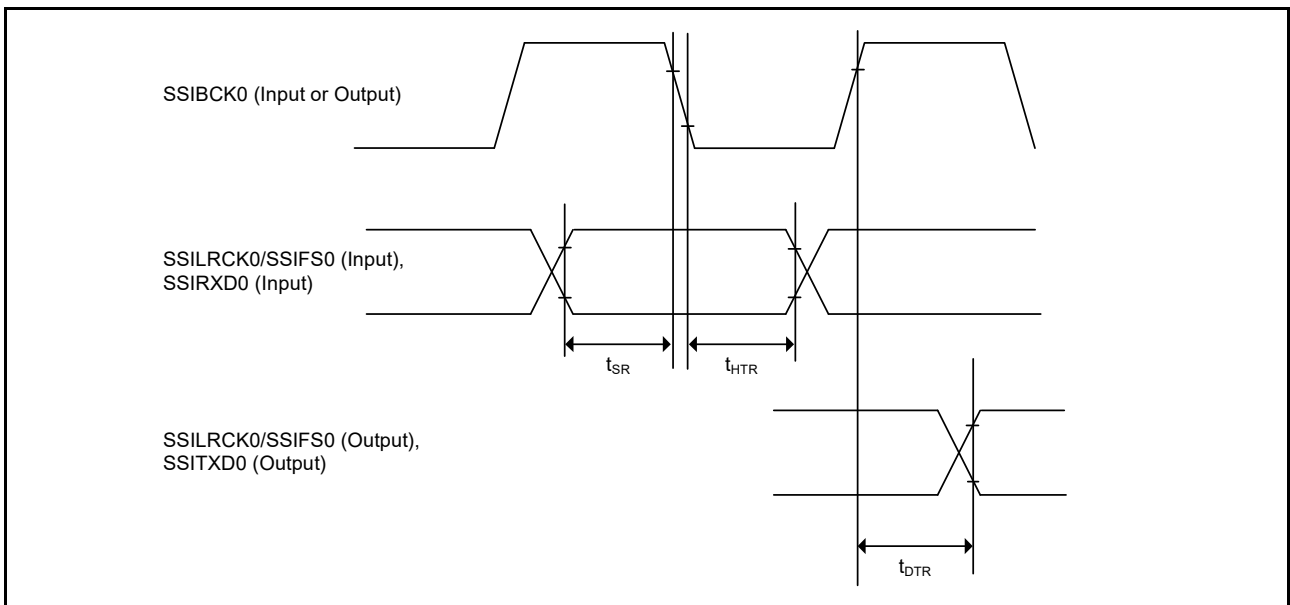 SSIBCK0 (Input or Output)
SSILRCK0/SSIFS0 (Input),
SSIRXD0 (Input)
tSR
tHTR
SSILRCK0/SSIFS0 (Output),
SSITXD0 (Output)
tDTR